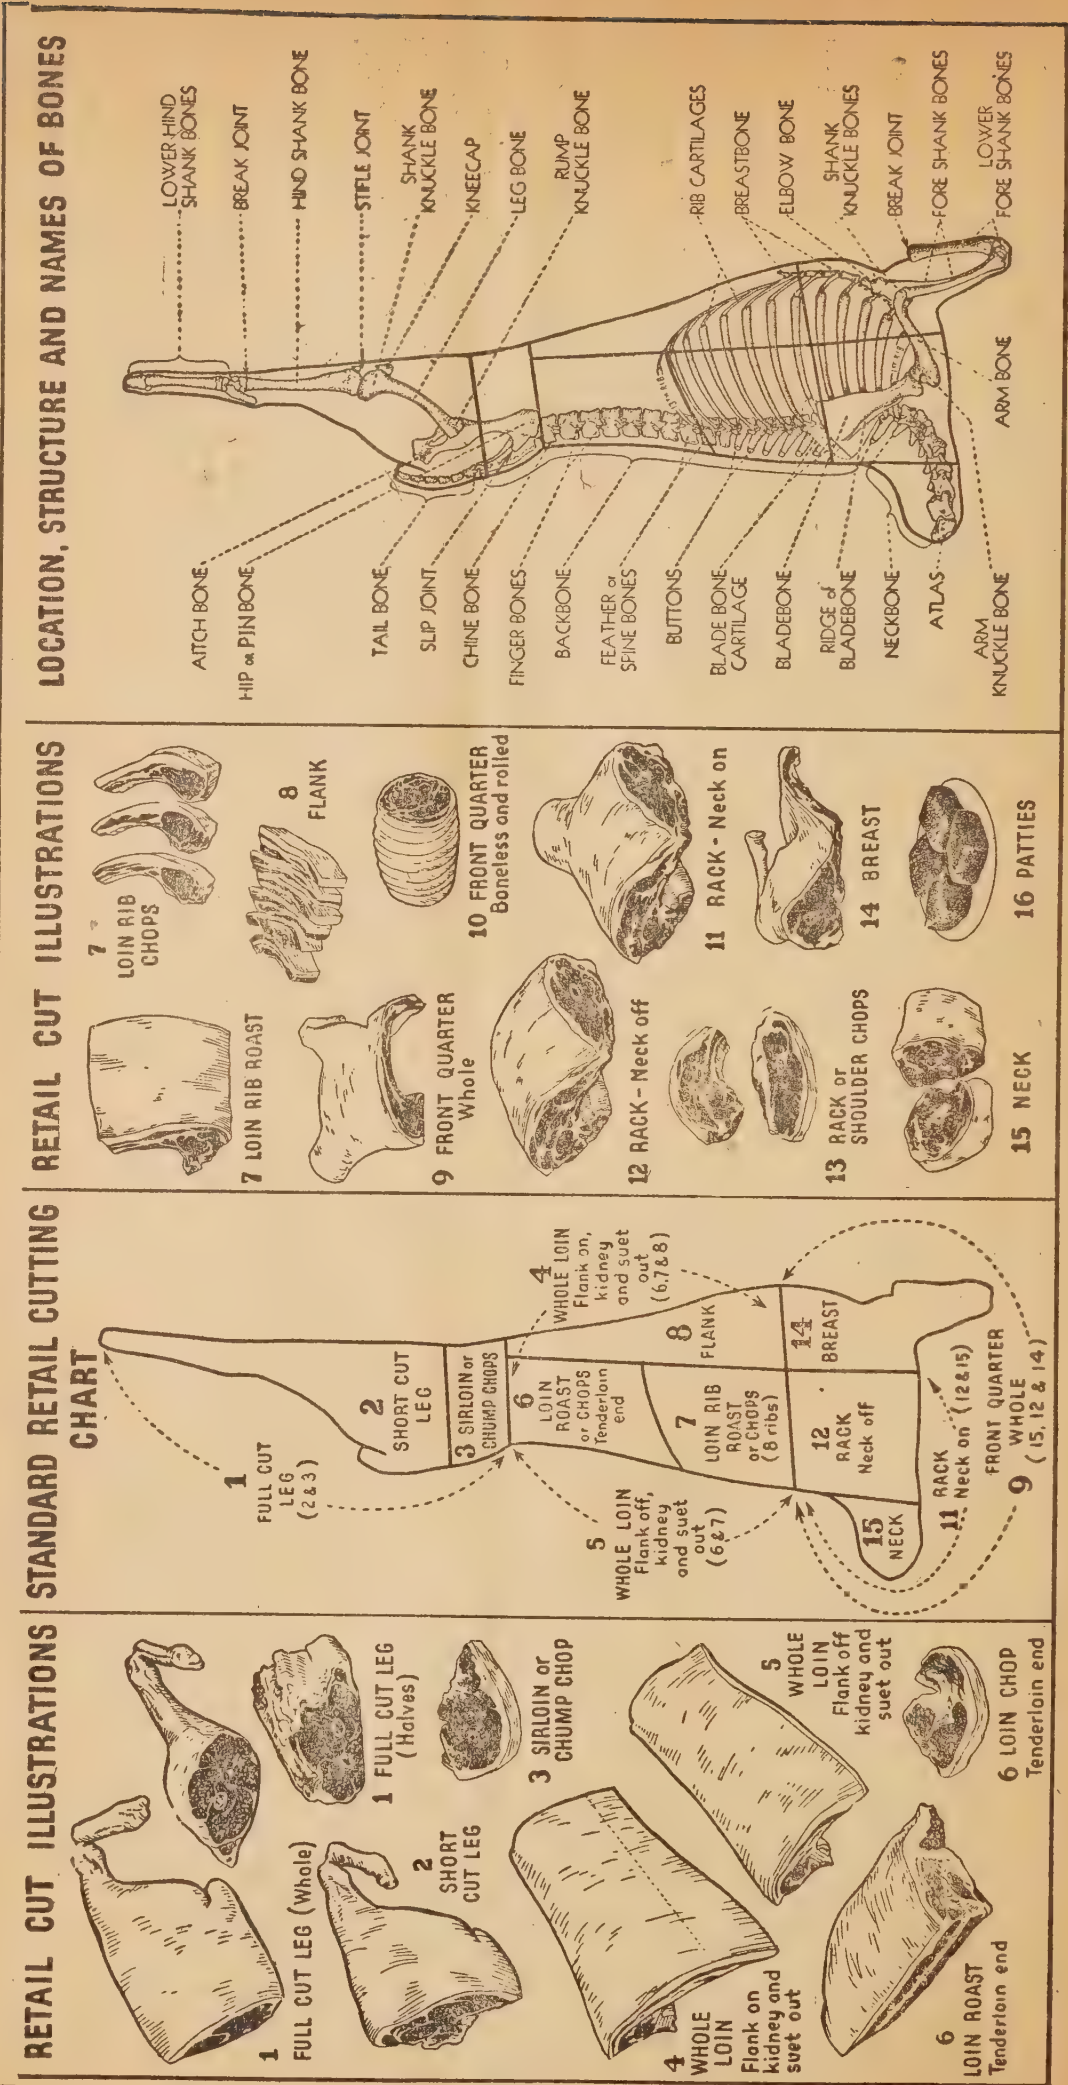 RETAIL CUT ILLUSTRATIONS
1
FULL CUT LEG (Whole)
1 FULL CUT LEG
(Halves)
2
SHORT
CUT LEG
3 SIRLOIN or
CHUMP CHOP
4
WHOLE
LOIN
Flank on
kidney and
suet out
5
WHOLE
LOIN
Flank off
kidney and
suet out
6
LOIN ROAST
Tenderloin end
6 LOIN CHOP
Tenderloin end
STANDARD RETAIL CUTTING
CHART
1
FULL CUT
LEG
(2 & 3)
2
SHORT CUT
LEG
3 SIRLOIN or
CHUMP CHOPS
4
WHOLE LOIN
Flank on,
kidney
and suet
out
(6,7 & 8)
5
WHOLE LOIN
Flank off,
kidney
and suet
out
(6 & 7)
6
LOIN
ROAST
or CHOPS
Tenderloin
end
7
LOIN RIB
ROAST
or CHOPS
(8 ribs)
8
FLANK
12
RACK
Neck off
14
BREAST
15
NECK
11 RACK
Neck on (12 & 15)
9 FRONT QUARTER
WHOLE
(15, 12 & 14)
RETAIL CUT ILLUSTRATIONS
7 LOIN RIB ROAST
7
LOIN RIB
CHOPS
8
FLANK
9 FRONT QUARTER
Whole
10 FRONT QUARTER
Boneless and rolled
12 RACK - Neck off
11 RACK - Neck on
13 RACK or
SHOULDER CHOPS
14 BREAST
15 NECK
16 PATTIES
LOCATION, STRUCTURE AND NAMES OF BONES
AITCH BONE
HIP or PIN BONE
TAIL BONE
SLIP JOINT
CHINE BONE
FINGER BONES
BACKBONE
FEATHER or
SPINE BONES
BUTTONS
BLADE BONE
CARTILAGE
BLADEBONE
RIDGE of
BLADEBONE
NECKBONE
ATLAS
ARM
KNUCKLE BONE
ARM BONE
LOWER HIND
SHANK BONES
BREAK JOINT
HIND SHANK BONE
STIFLE JOINT
SHANK
KNUCKLE BONE
KNEECAP
LEG BONE
RUMP
KNUCKLE BONE
RIB CARTILAGES
BREASTBONE
ELBOW BONE
SHANK
KNUCKLE BONES
BREAK JOINT
FORE SHANK BONES
LOWER
FORE SHANK BONES